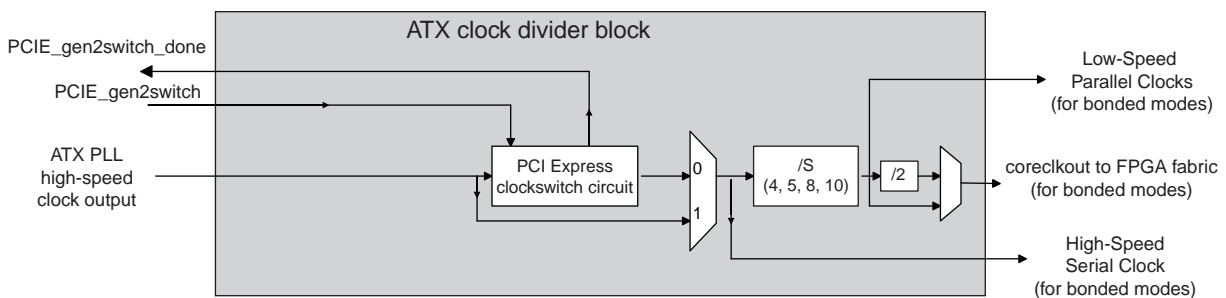 ATX clock divider block
PCIE_gen2switch_done
PCIE_gen2switch
ATX PLL
high-speed
clock output
PCI Express
clockswitch circuit
0
1
/S
(4, 5, 8, 10)
/2
Low-Speed
Parallel Clocks
(for bonded modes)
coreclkout to FPGA fabric
(for bonded modes)
High-Speed
Serial Clock
(for bonded modes)